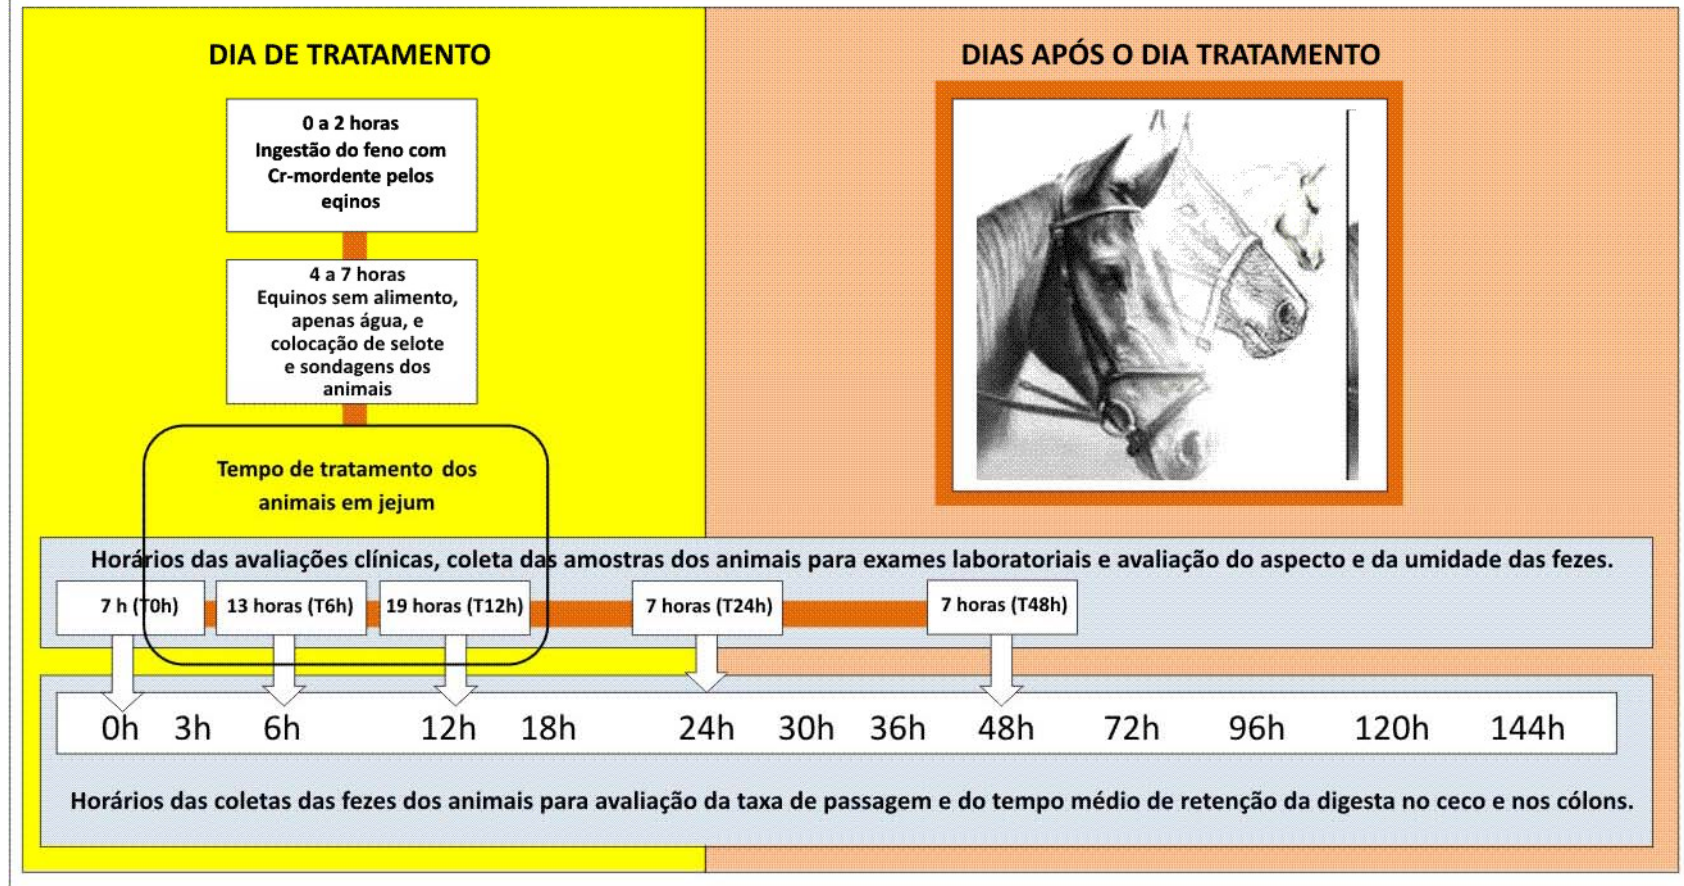 DIA DE TRATAMENTO
0 a 2 horas
Ingestão do feno com
Cr-mordente pelos
eqinos
4 a 7 horas
Equinos sem alimento,
apenas água, e
colocação de selote
e sondagens dos
animais
Tempo de tratamento dos
animais em jejum
DIAS APÓS O DIA TRATAMENTO
Horários das avaliações clínicas, coleta das amostras dos animais para exames laboratoriais e avaliação do aspecto e da umidade das fezes.
7 h (T0h) 13 horas (T6h) 19 horas (T12h) 7 horas (T24h) 7 horas (T48h)
0h 3h 6h 12h 18h 24h 30h 36h 48h 72h 96h 120h 144h
Horários das coletas das fezes dos animais para avaliação da taxa de passagem e do tempo médio de retenção da digesta no ceco e nos cólons.